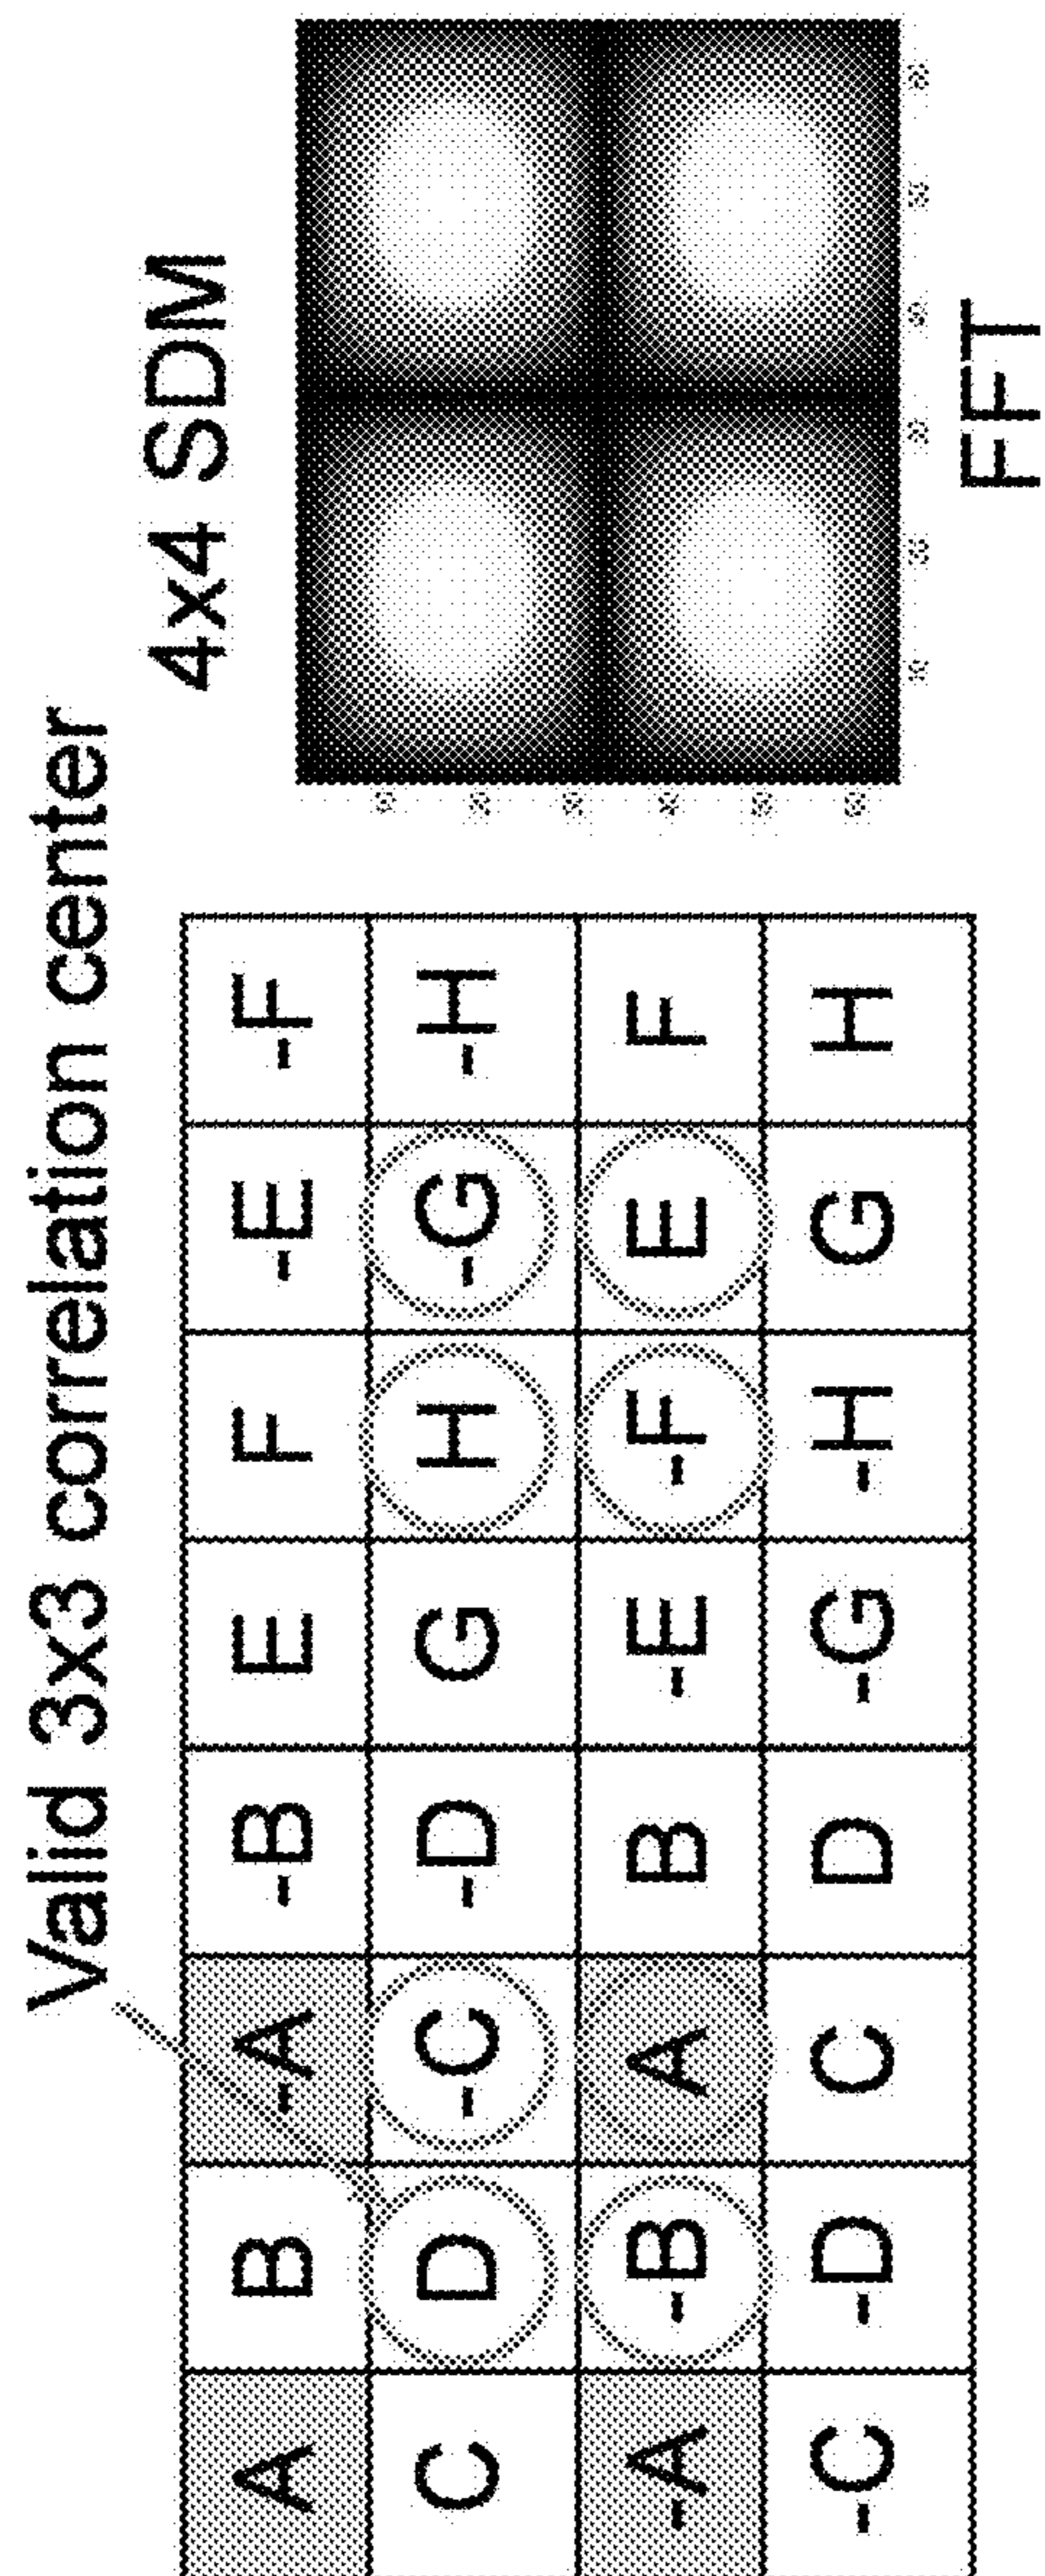 Valid 3x3 correlation center
A B -A -B E F -E -F
C D -C -D G H -G -H
-A -B A B -E -F E F
-C -D C D -G -H G H
4x4 SDM
FFT